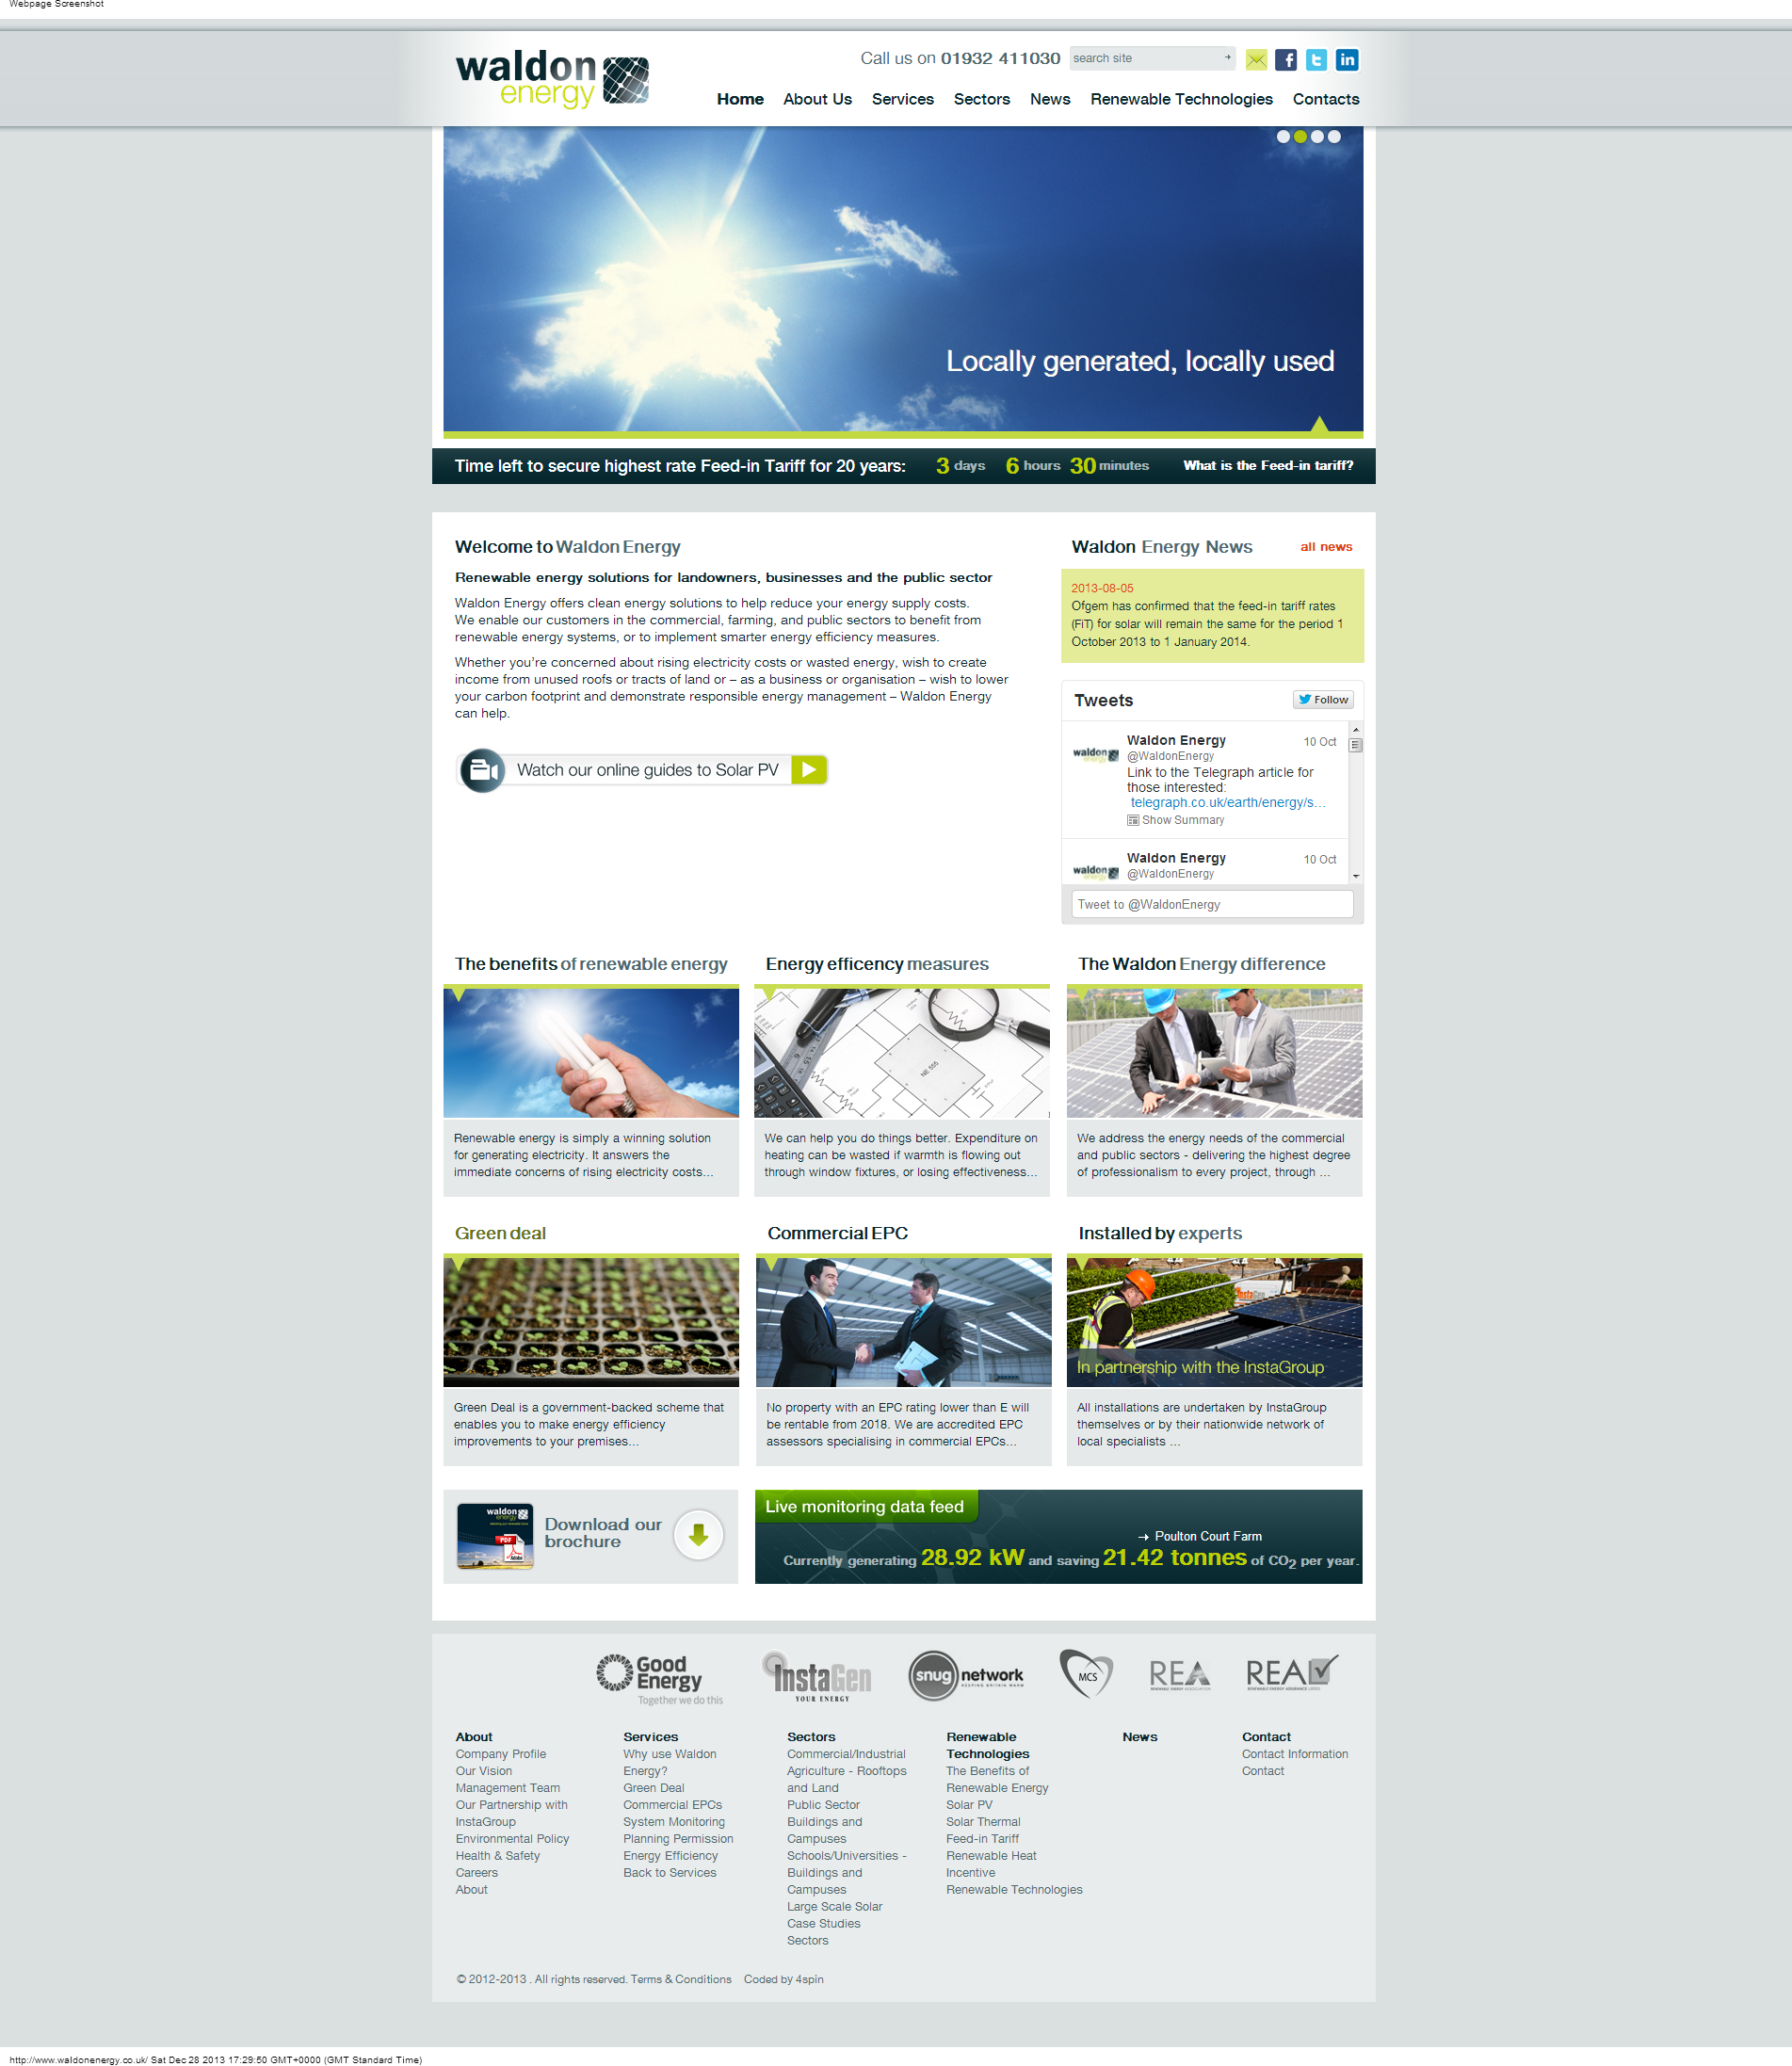 Webpage Screenshot
waldon
energy
Call us on 01932 411030
search site
Home About Us Services Sectors News Renewable Technologies Contacts
Locally generated, locally used
Time left to secure highest rate Feed-in Tariff for 20 years: 3 days 6 hours 30 minutes What is the Feed-in tariff?
Welcome to Waldon Energy
Renewable energy solutions for landowners, businesses and the public sector
Waldon Energy offers clean energy solutions to help reduce your energy supply costs.
We enable our customers in the commercial, farming, and public sectors to benefit from
renewable energy systems, or to implement smarter energy efficiency measures.
Whether you're concerned about rising electricity costs or wasted energy, wish to create
income from unused roofs or tracts of land or – as a business or organisation – wish to lower
your carbon footprint and demonstrate responsible energy management – Waldon Energy
can help.
Watch our online guides to Solar PV
Waldon Energy News all news
2013-08-05
Ofgem has confirmed that the feed-in tariff rates
(FiT) for solar will remain the same for the period 1
October 2013 to 1 January 2014.
Tweets Follow
Waldon Energy 10 Oct
@WaldonEnergy
Link to the Telegraph article for
those interested:
telegraph.co.uk/earth/energy/s...
Show Summary
Waldon Energy 10 Oct
@WaldonEnergy
Tweet to @WaldonEnergy
The benefits of renewable energy
Renewable energy is simply a winning solution
for generating electricity. It answers the
immediate concerns of rising electricity costs...
Energy efficency measures
NE 555
We can help you do things better. Expenditure on
heating can be wasted if warmth is flowing out
through window fixtures, or losing effectiveness...
The Waldon Energy difference
We address the energy needs of the commercial
and public sectors - delivering the highest degree
of professionalism to every project, through ...
Green deal
Green Deal is a government-backed scheme that
enables you to make energy efficiency
improvements to your premises...
Commercial EPC
No property with an EPC rating lower than E will
be rentable from 2018. We are accredited EPC
assessors specialising in commercial EPCs...
Installed by experts
InstaGen
In partnership with the InstaGroup
All installations are undertaken by InstaGroup
themselves or by their nationwide network of
local specialists ...
waldon
energy
PDF
Adobe
Download our
brochure
Live monitoring data feed
Poulton Court Farm
Currently generating 28.92 kW and saving 21.42 tonnes of CO2 per year.
Good
Energy
Together we do this
InstaGen
YOUR ENERGY
snug network
KEEPING BRITAIN WARM
MCS
REA
RENEWABLE ENERGY ASSOCIATION
REAL
RENEWABLE ENERGY ASSURANCE LIMITED
About
Company Profile
Our Vision
Management Team
Our Partnership with
InstaGroup
Environmental Policy
Health & Safety
Careers
About
Services
Why use Waldon
Energy?
Green Deal
Commercial EPCs
System Monitoring
Planning Permission
Energy Efficiency
Back to Services
Sectors
Commercial/Industrial
Agriculture - Rooftops
and Land
Public Sector
Buildings and
Campuses
Schools/Universities -
Buildings and
Campuses
Large Scale Solar
Case Studies
Sectors
Renewable
Technologies
The Benefits of
Renewable Energy
Solar PV
Solar Thermal
Feed-in Tariff
Renewable Heat
Incentive
Renewable Technologies
News
Contact
Contact Information
Contact
© 2012-2013 . All rights reserved. Terms & Conditions Coded by 4spin
http://www.waldonenergy.co.uk/ Sat Dec 28 2013 17:29:50 GMT+0000 (GMT Standard Time)